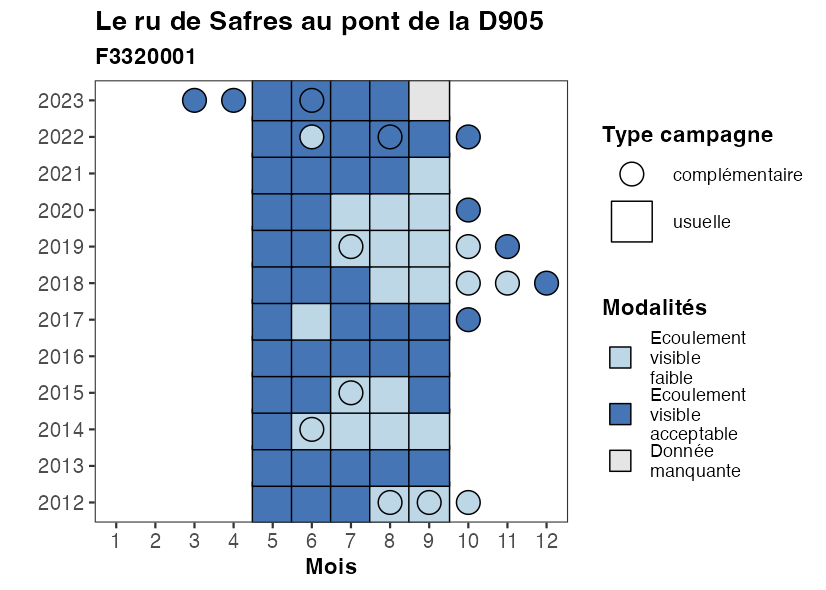 Le ru de Safres au pont de la D905
F3320001
2023
2022
2021
2020
2019
2018
2017
2016
2015
2014
2013
2012
1 2 3 4 5 6 7 8 9 10 11 12
Mois
Type campagne
complémentaire
usuelle
Modalités
Ecoulement
visible
faible
Ecoulement
visible
acceptable
Donnée
manquante